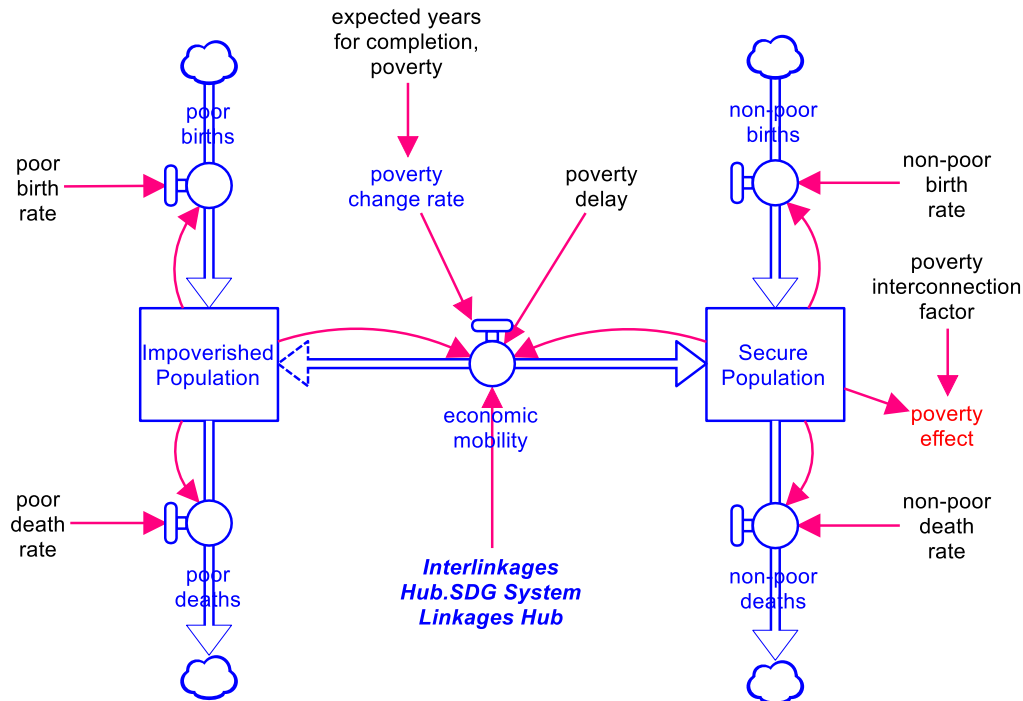 expected years
for completion,
poverty
poor
births
non-poor
births
poor
birth
rate
poverty
change rate
poverty
delay
non-poor
birth
rate
poverty
interconnection
factor
Impoverished
Population
Secure
Population
economic
mobility
poverty
effect
poor
death
rate
non-poor
death
rate
Interlinkages
Hub.SDG System
Linkages Hub
poor
deaths
non-poor
deaths